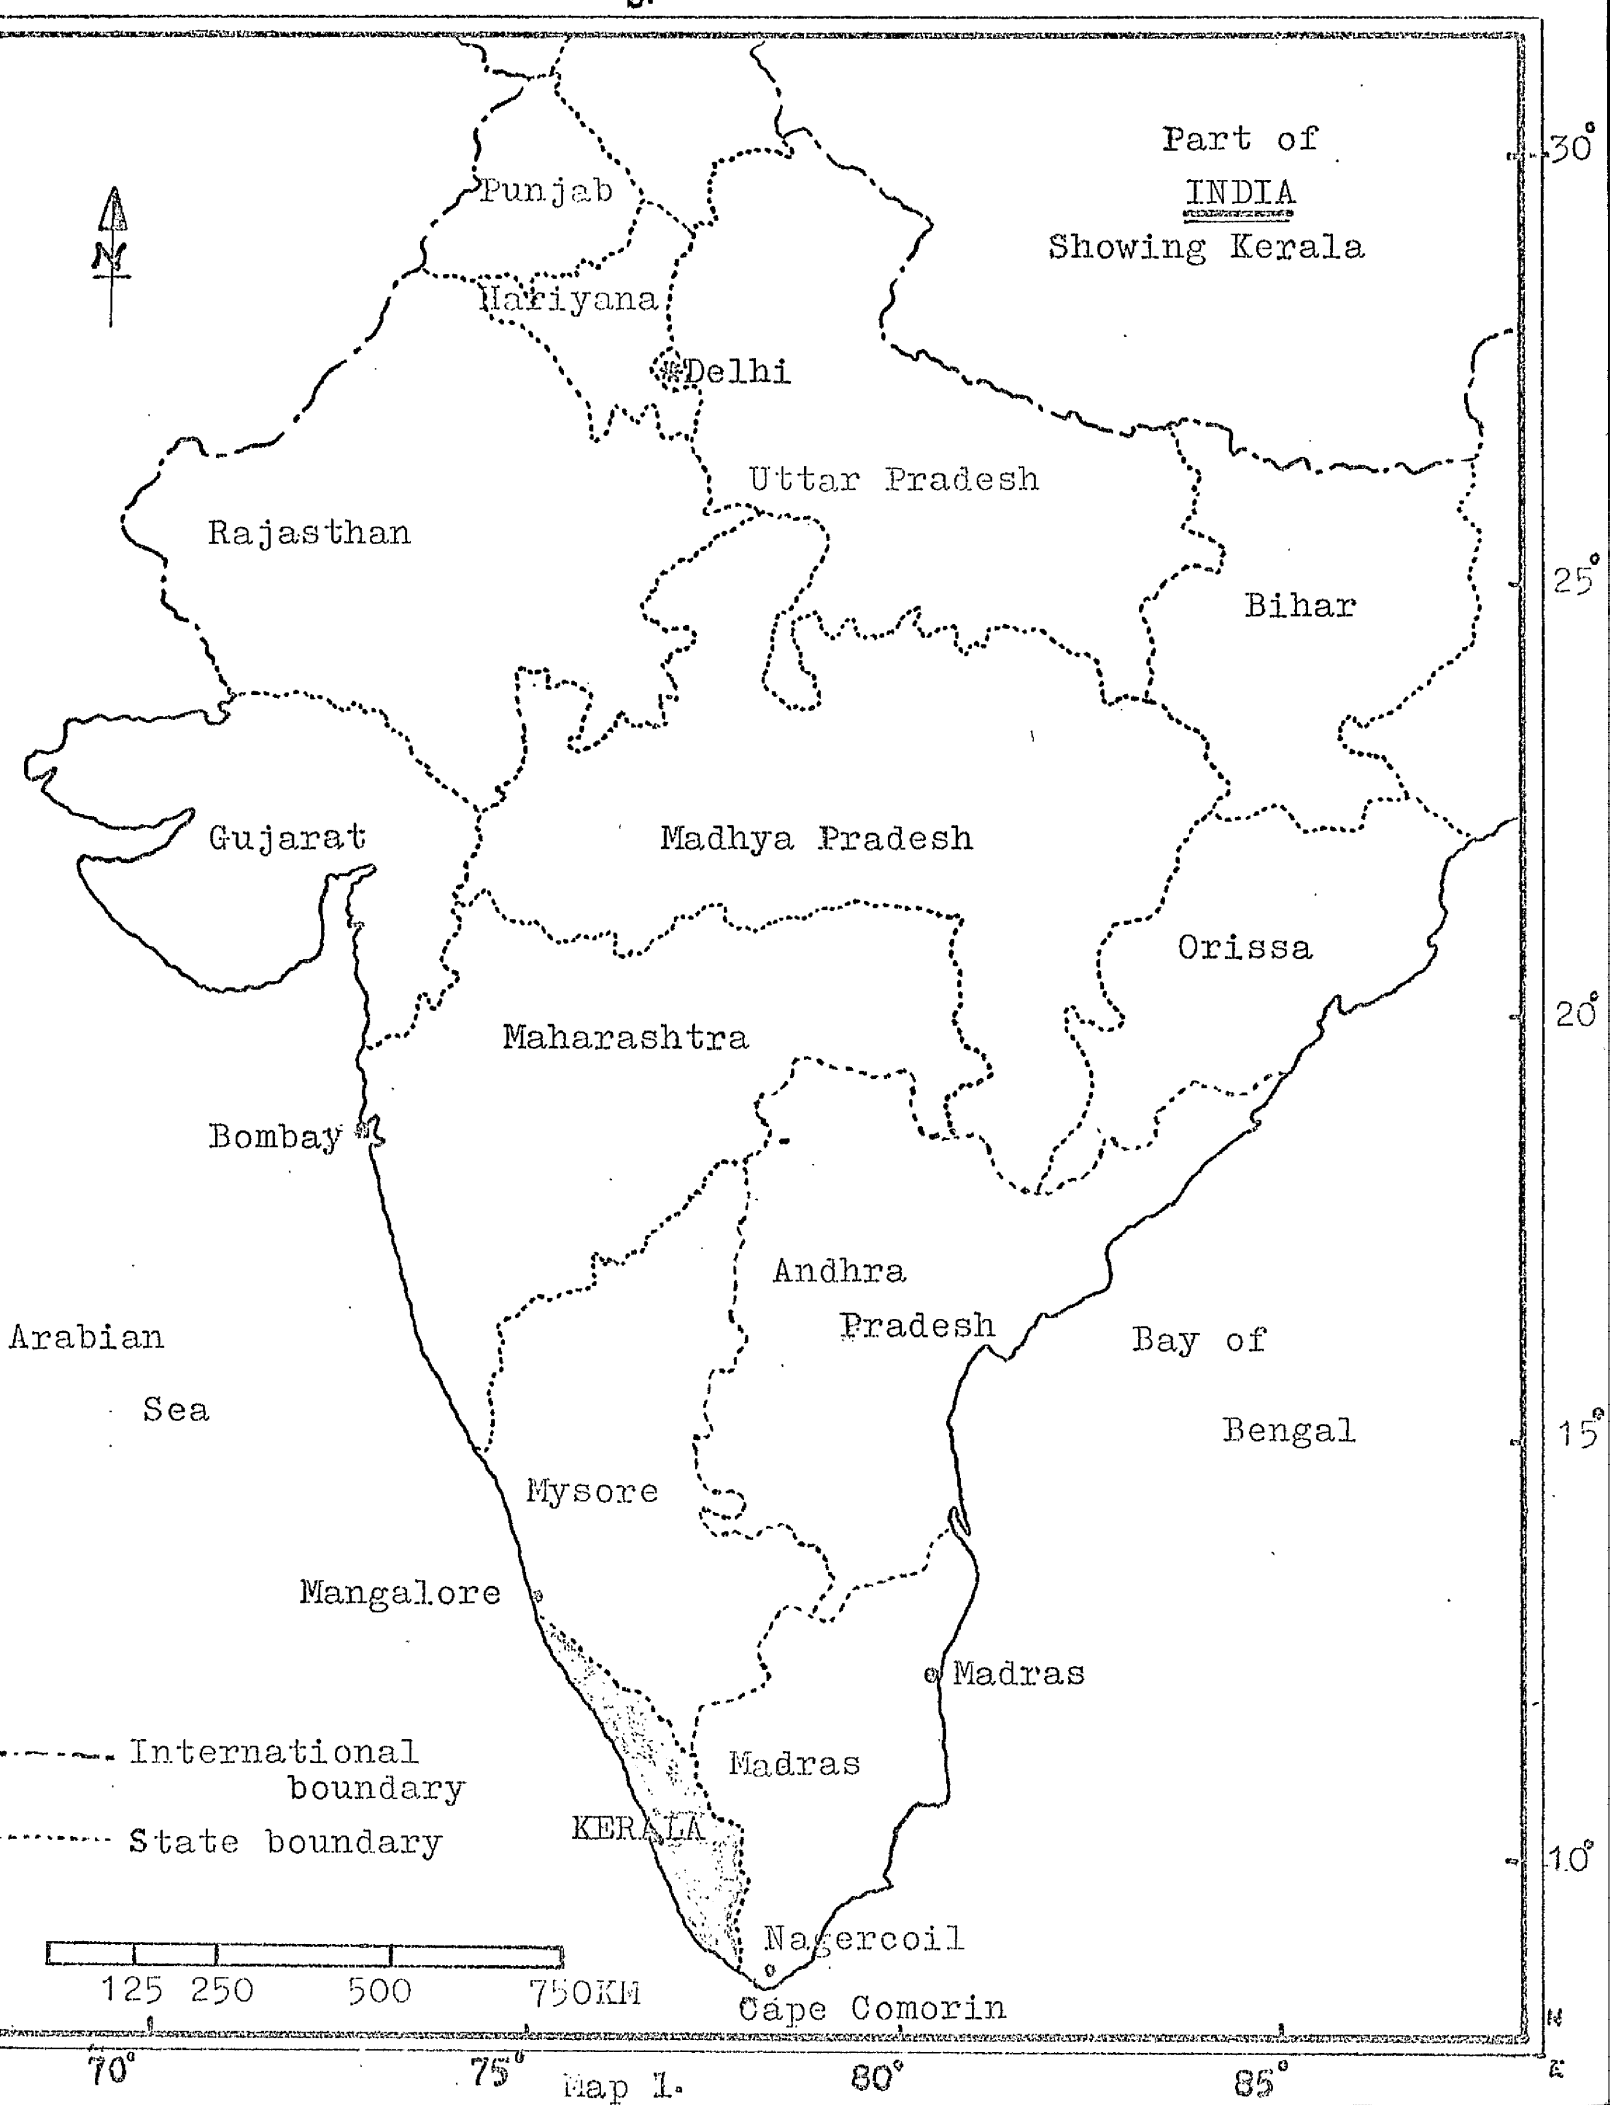 Part of
INDIA
Showing Kerala
30°
N
Punjab
Hariyana
Delhi
Uttar Pradesh
Rajasthan
25°
Bihar
Gujarat
Madhya Pradesh
Orissa
20°
Maharashtra
Bombay
Andhra
Pradesh
Arabian
Sea
Bay of
Bengal
15°
Mysore
Mangalore
Madras
International
boundary
Madras
State boundary
KERALA
10°
Nagercoil
125 250 500 750KM
Cape Comorin
N
70° 75° 80° 85° E
Map 1.